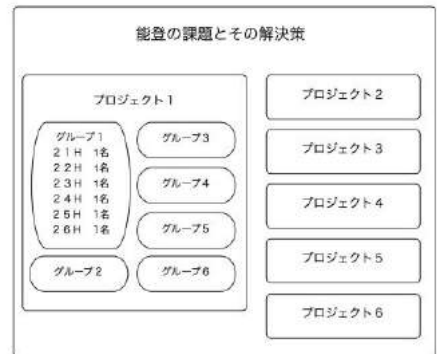 能登の課題とその解決策
プロジェクト1
グループ1
21H 1名
22H 1名
23H 1名
24H 1名
25H 1名
26H 1名
グループ2
グループ3
グループ4
グループ5
グループ6
プロジェクト2
プロジェクト3
プロジェクト4
プロジェクト5
プロジェクト6